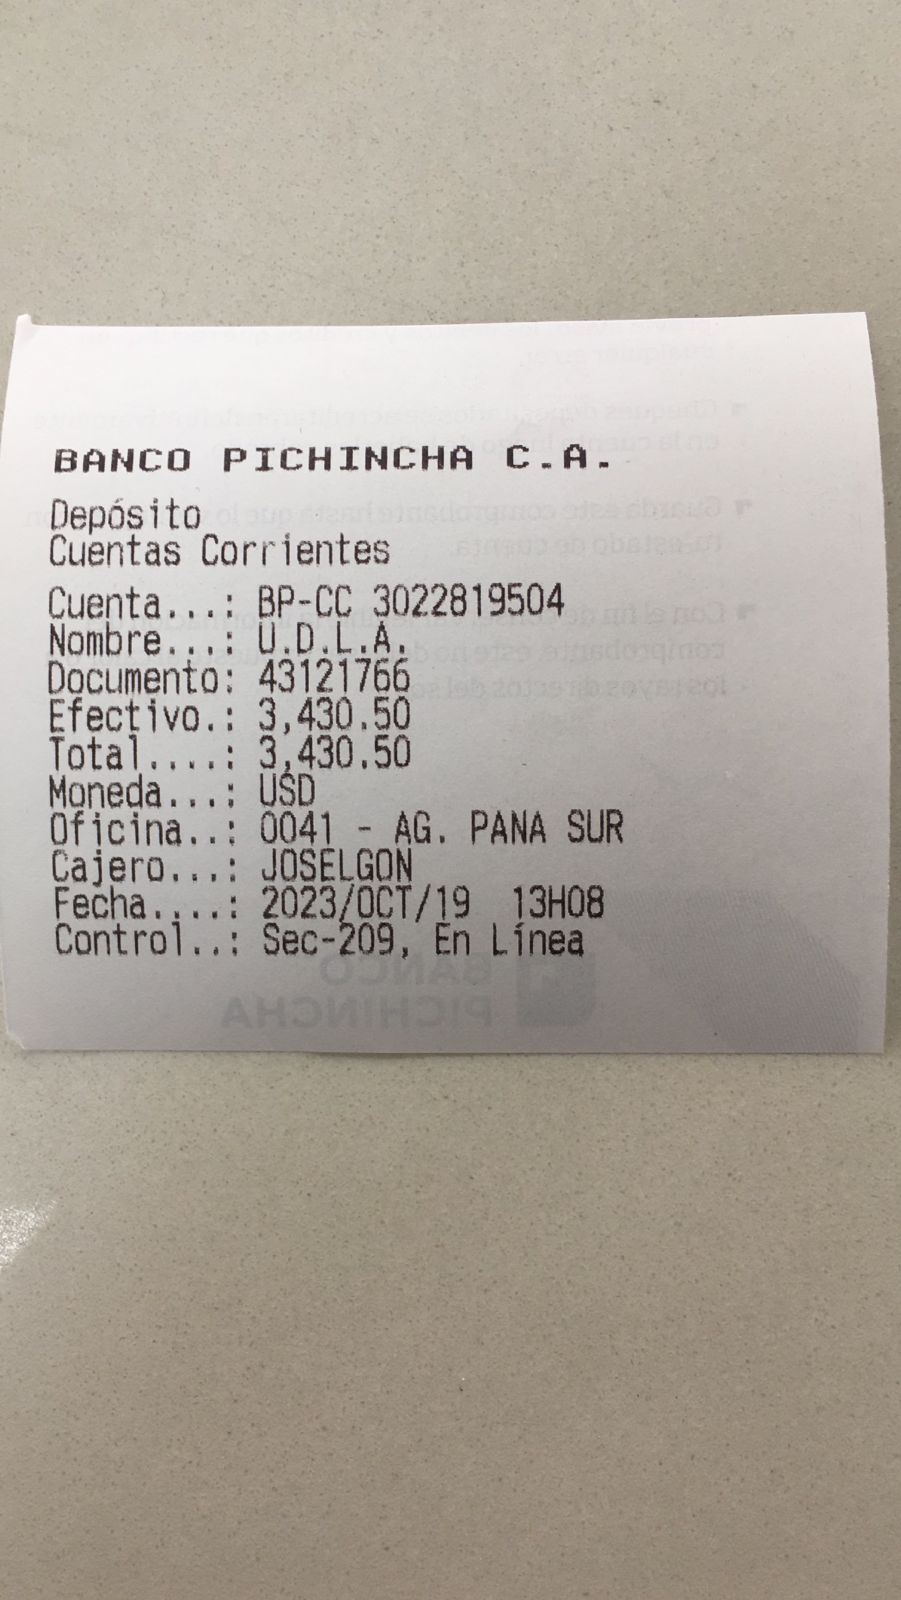 BANCO PICHINCHA C.A.
Depósito
Cuentas Corrientes
Cuenta...: BP-CC 3022819504
Nombre...: U.D.L.A.
Documento: 43121766
Efectivo.: 3,430.50
Total....: 3,430.50
Moneda...: USD
Oficina..: 0041 - AG. PANA SUR
Cajero...: JOSELGON
Fecha....: 2023/OCT/19 13H08
Control..: Sec-209, En Línea
BANCO
PICHINCHA